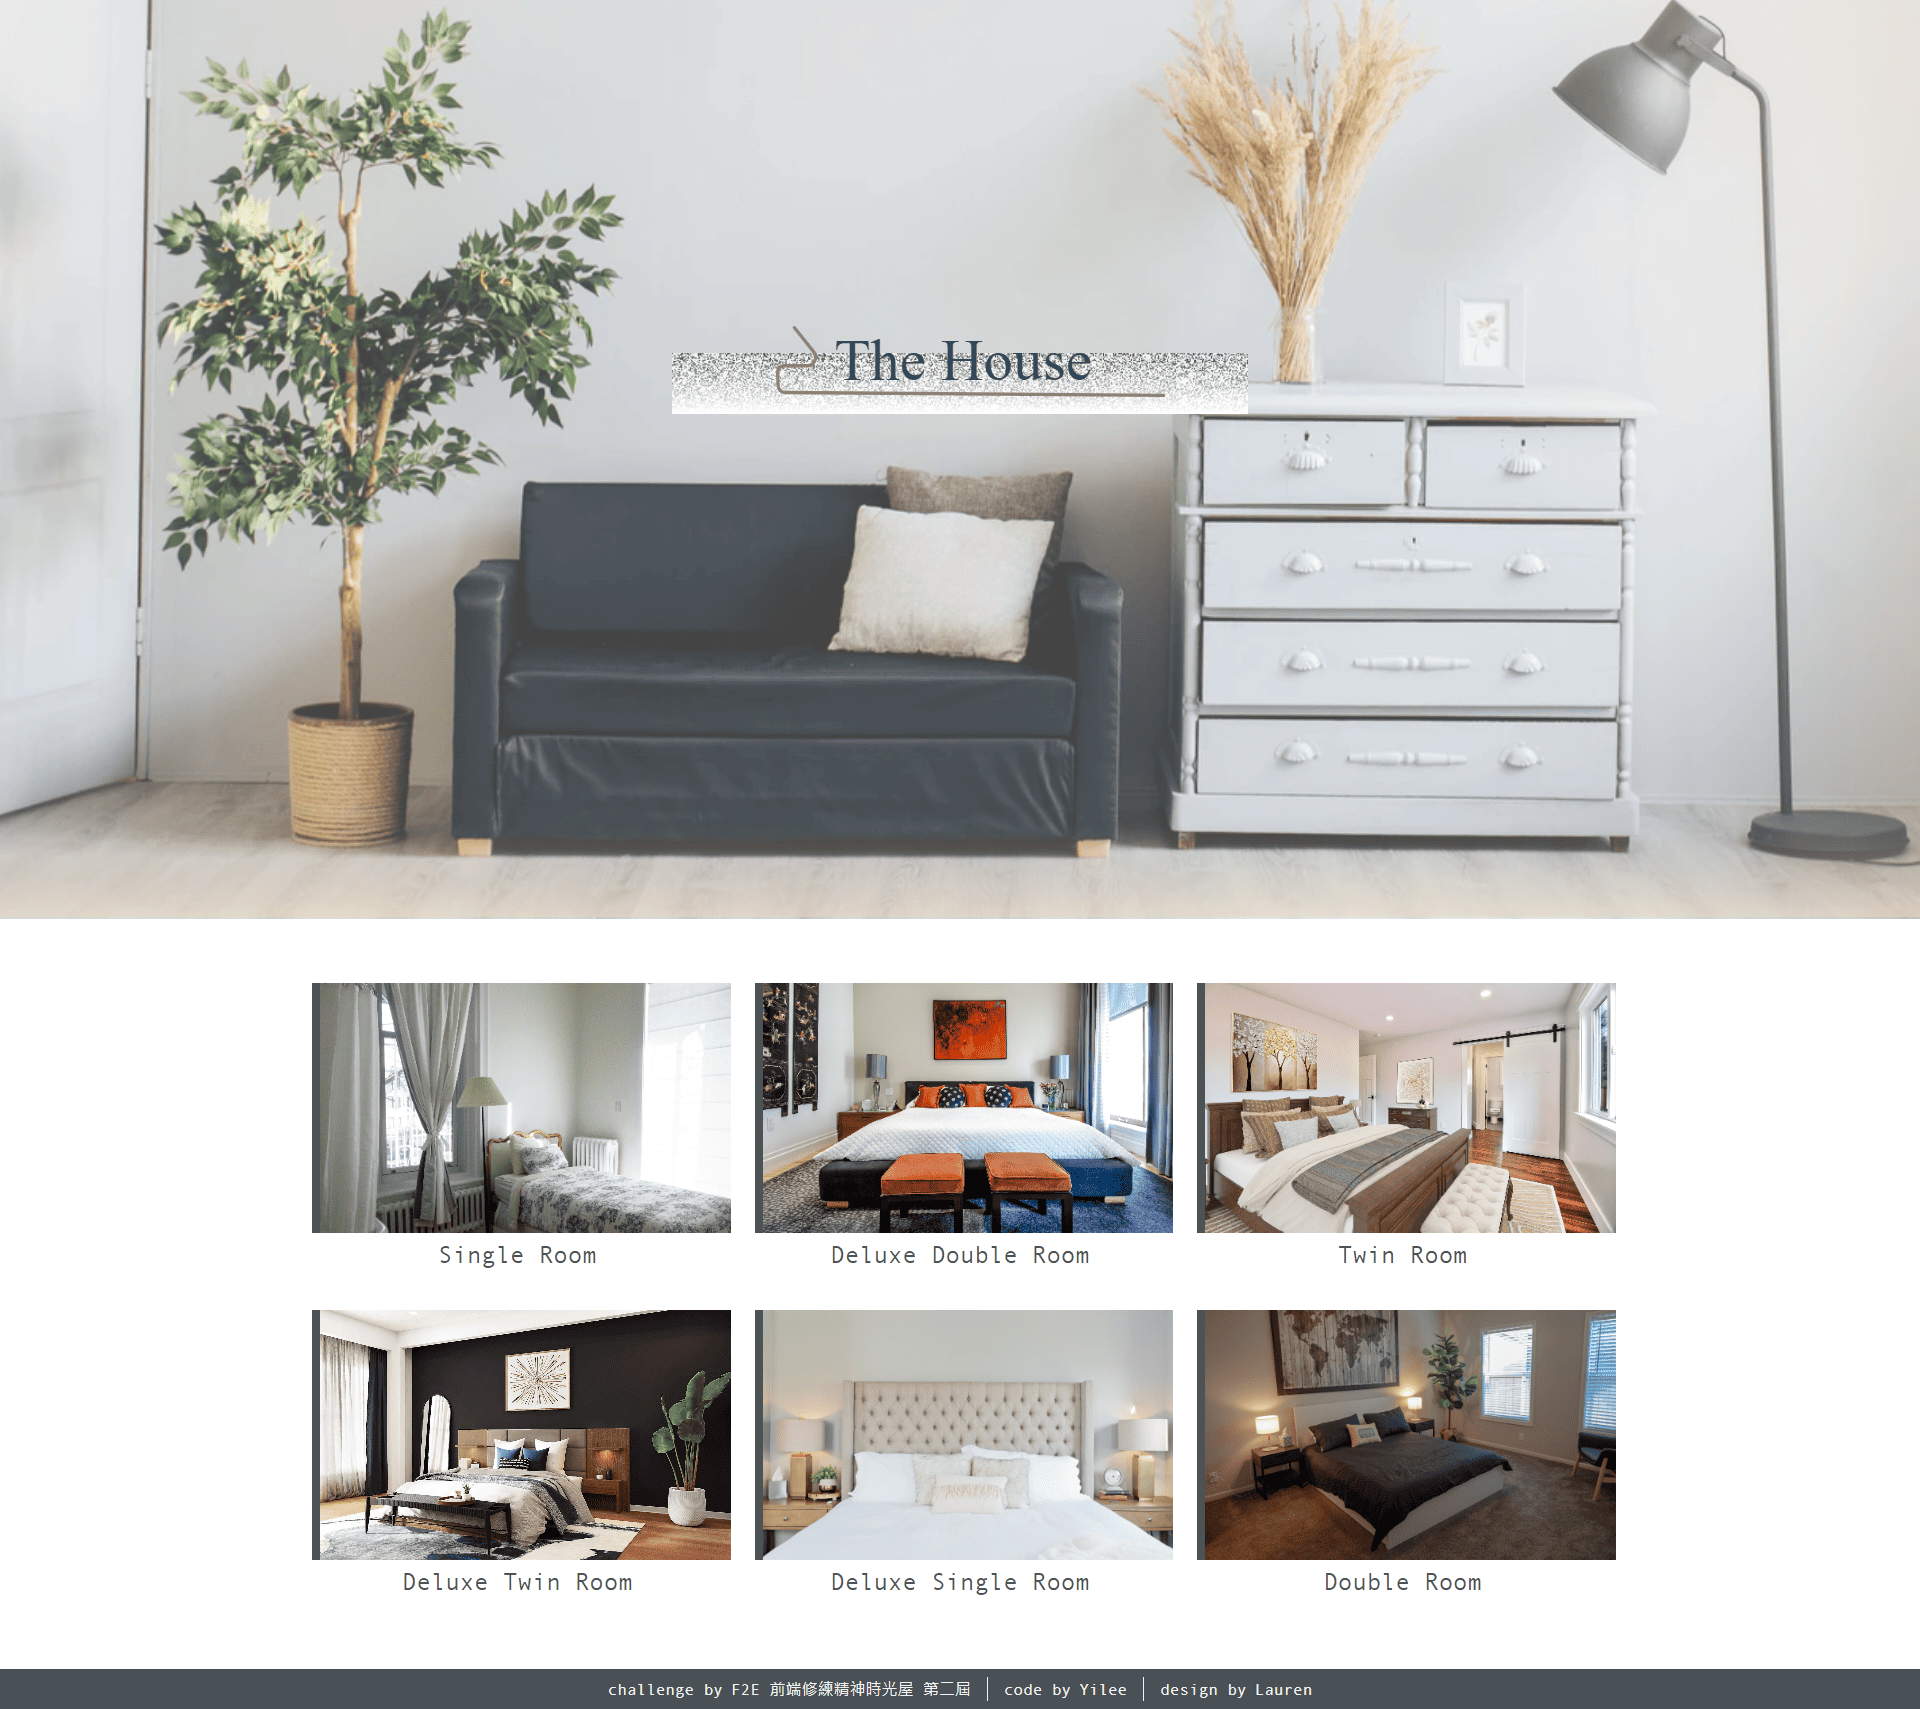 The House
Single Room
Deluxe Double Room
Twin Room
Deluxe Twin Room
Deluxe Single Room
Double Room
challenge by F2E 前端修練精神時光屋 第二屆
code by Yilee
design by Lauren